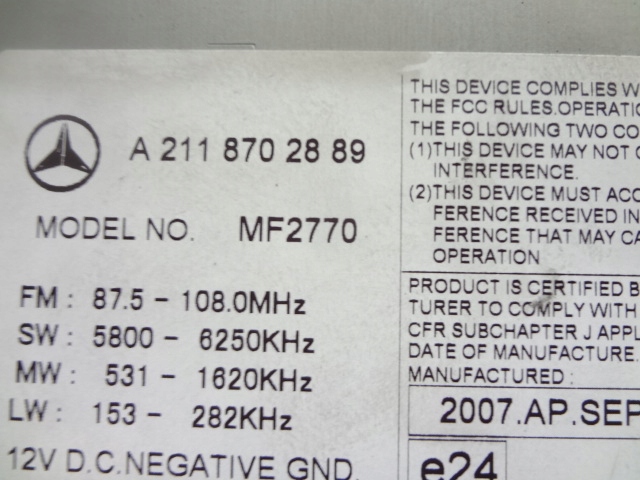 A 211 870 28 89
MODEL NO. MF2770
FM : 87.5 - 108.0MHz
SW : 5800 - 6250KHz
MW : 531 - 1620KHz
LW : 153 - 282KHz
12V D.C.NEGATIVE GND.
THIS DEVICE COMPLIES W
THE FCC RULES.OPERATIO
THE FOLLOWING TWO CO
(1)THIS DEVICE MAY NOT C
INTERFERENCE.
(2)THIS DEVICE MUST ACC
FERENCE RECEIVED IN
FERENCE THAT MAY CA
OPERATION
PRODUCT IS CERTIFIED B
TURER TO COMPLY WITH
CFR SUBCHAPTER J APPL
DATE OF MANUFACTURE.
MANUFACTURED :
2007.AP.SEP
e24